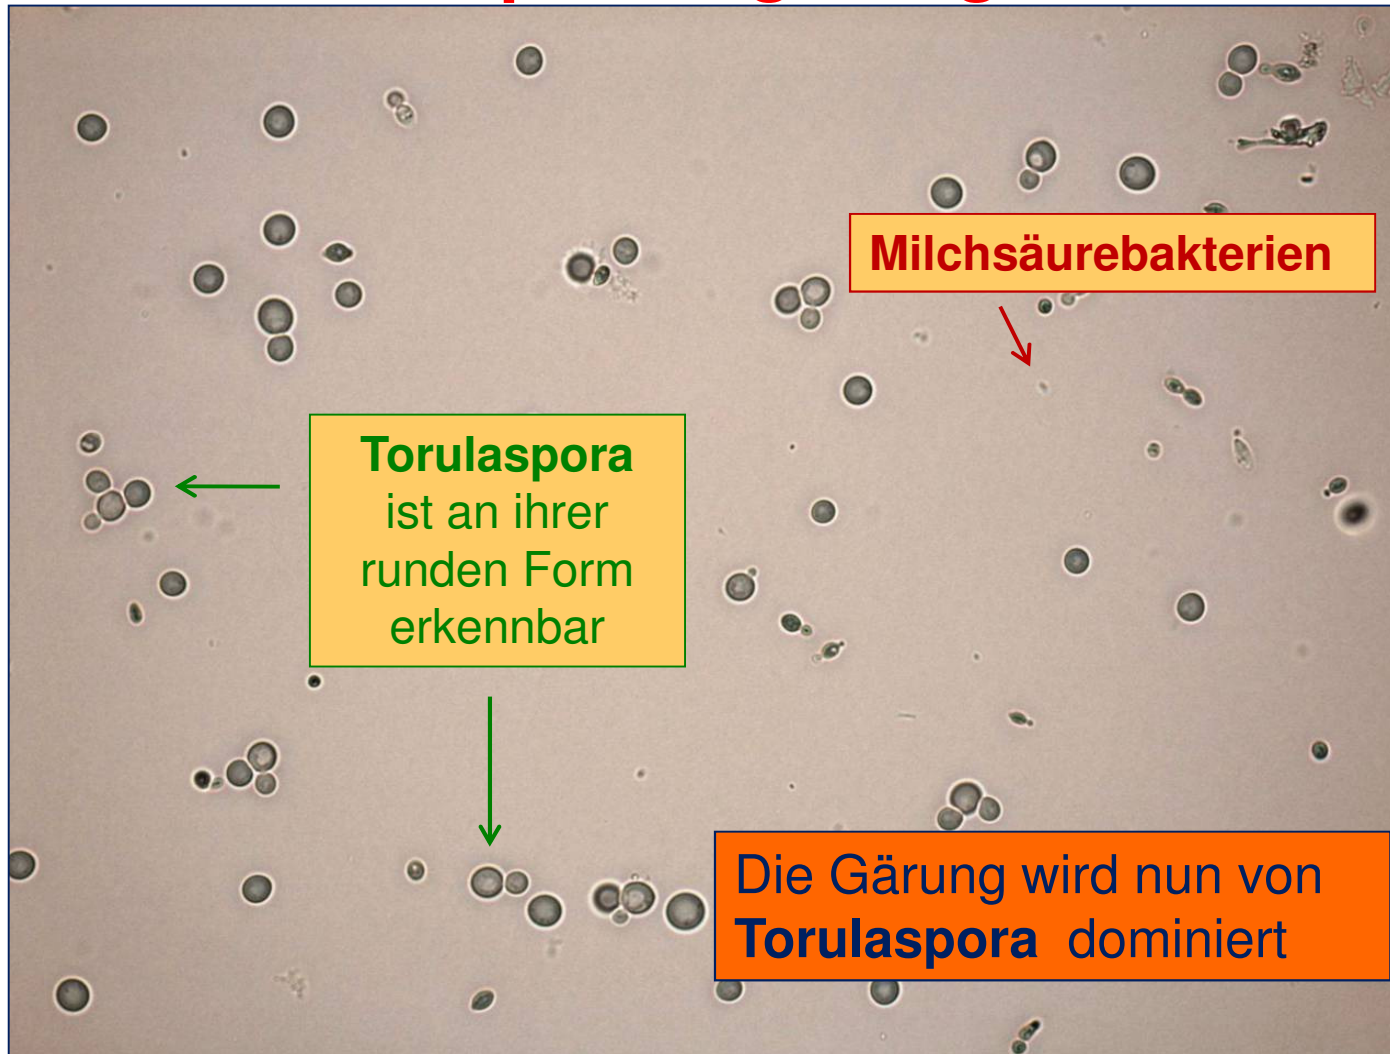 Milchsäurebakterien
Torulaspora
ist an ihrer
runden Form
erkennbar
Die Gärung wird nun von
Torulaspora dominiert